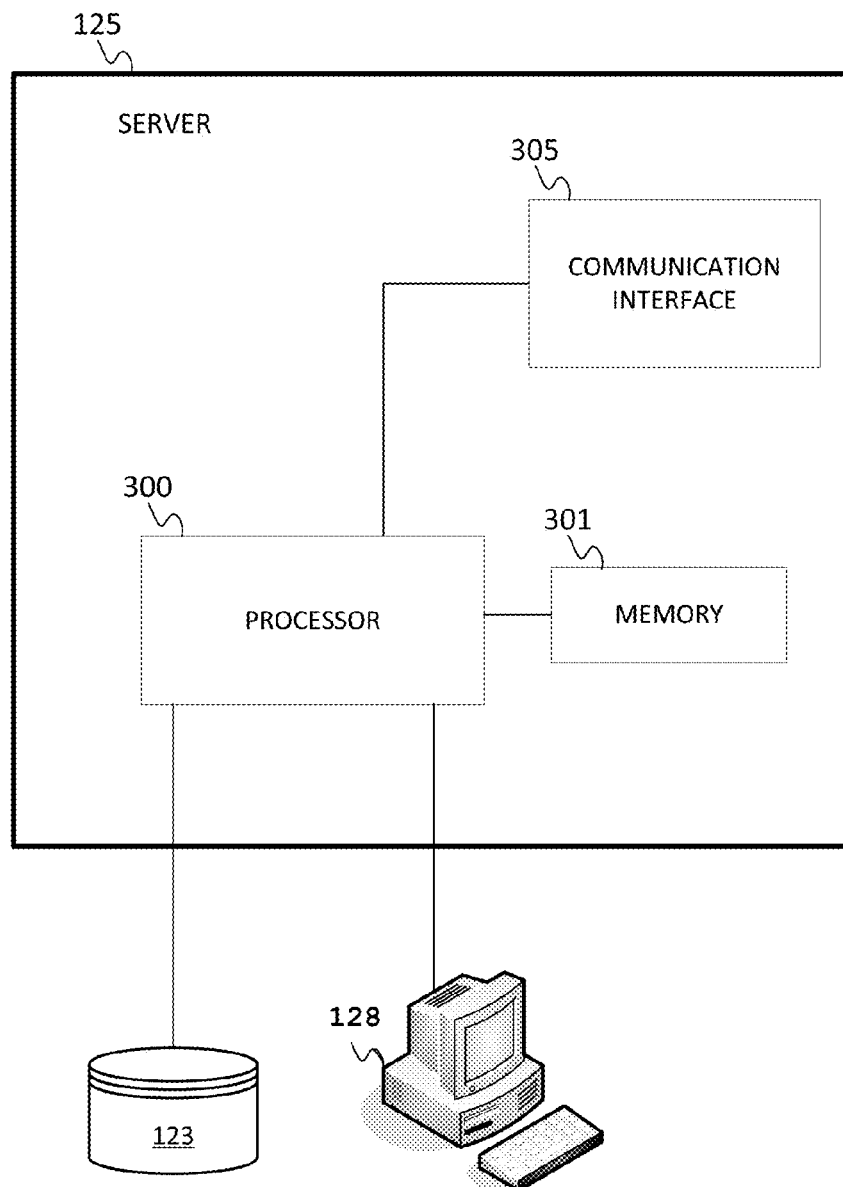 125
SERVER
305
COMMUNICATION
INTERFACE
300
301
PROCESSOR
MEMORY
128
123